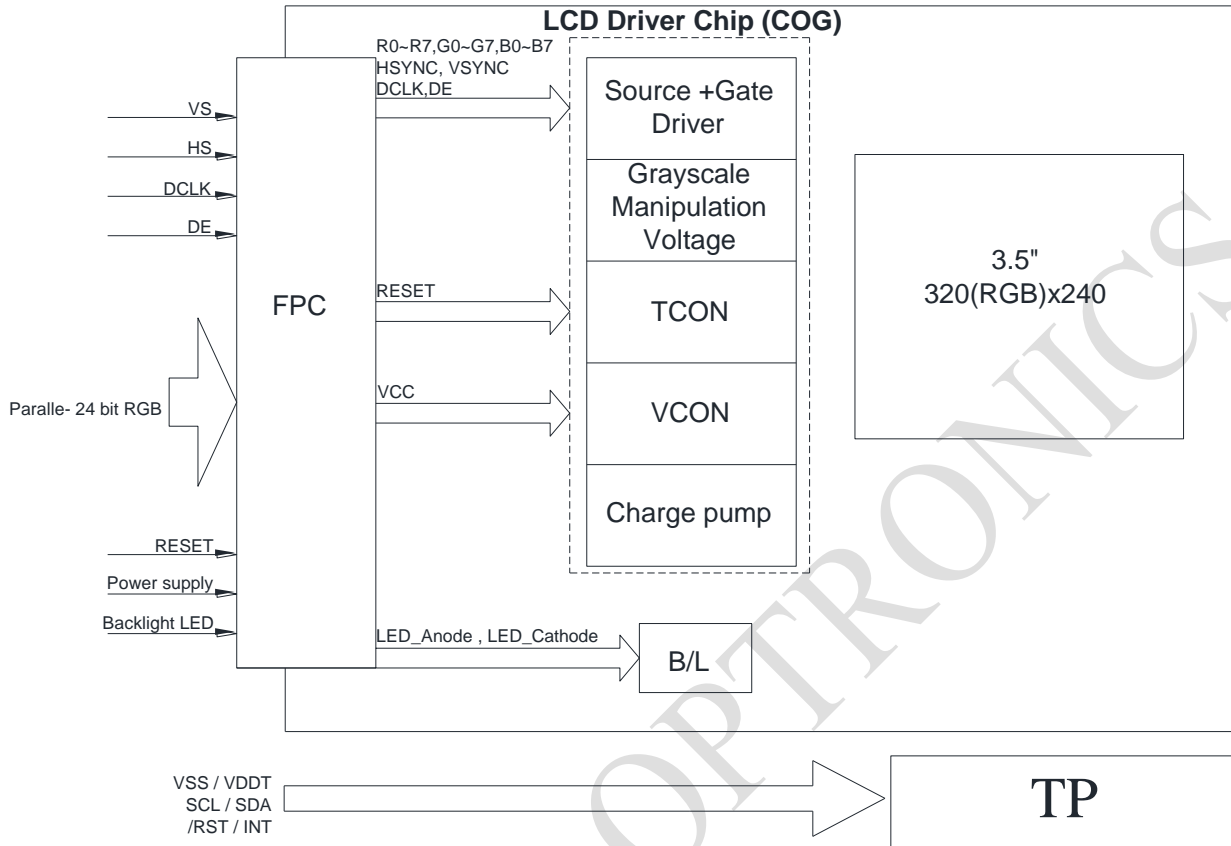 LCD Driver Chip (COG)
R0~R7,G0~G7,B0~B7
HSYNC, VSYNC
DCLK,DE
VS
HS
DCLK
DE
Paralle- 24 bit RGB
RESET
Power supply
Backlight LED
FPC
RESET
VCC
LED_Anode , LED_Cathode
Source +Gate
Driver
Grayscale
Manipulation
Voltage
TCON
VCON
Charge pump
B/L
3.5"
320(RGB)x240
VSS / VDDT
SCL / SDA
/RST / INT
TP
OPTRONICS